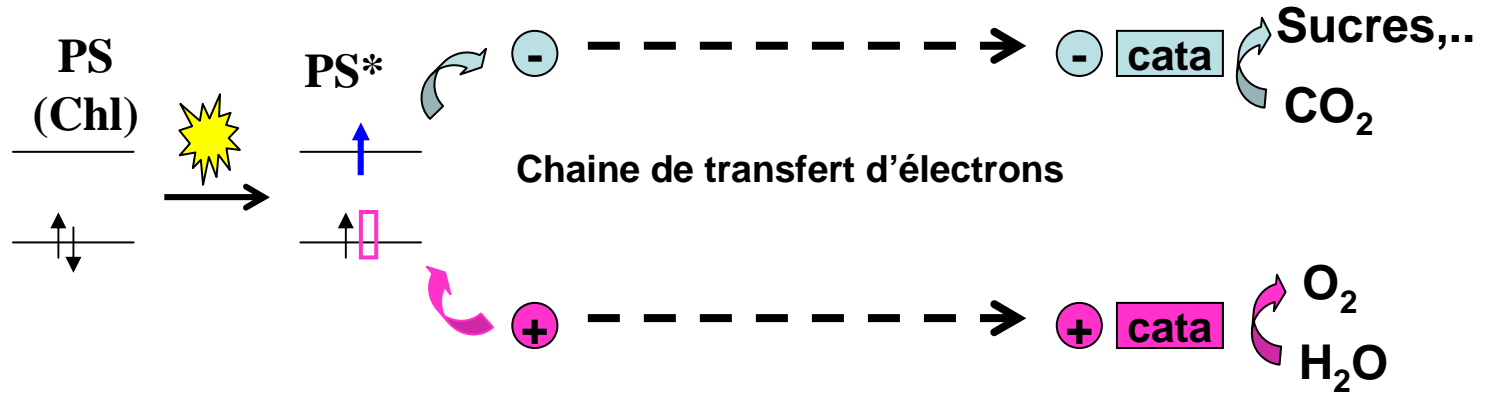 PS
(Chl)
PS*
-
- cata
Sucres,..
CO₂
Chaine de transfert d'électrons
+
+ cata
O₂
H₂O